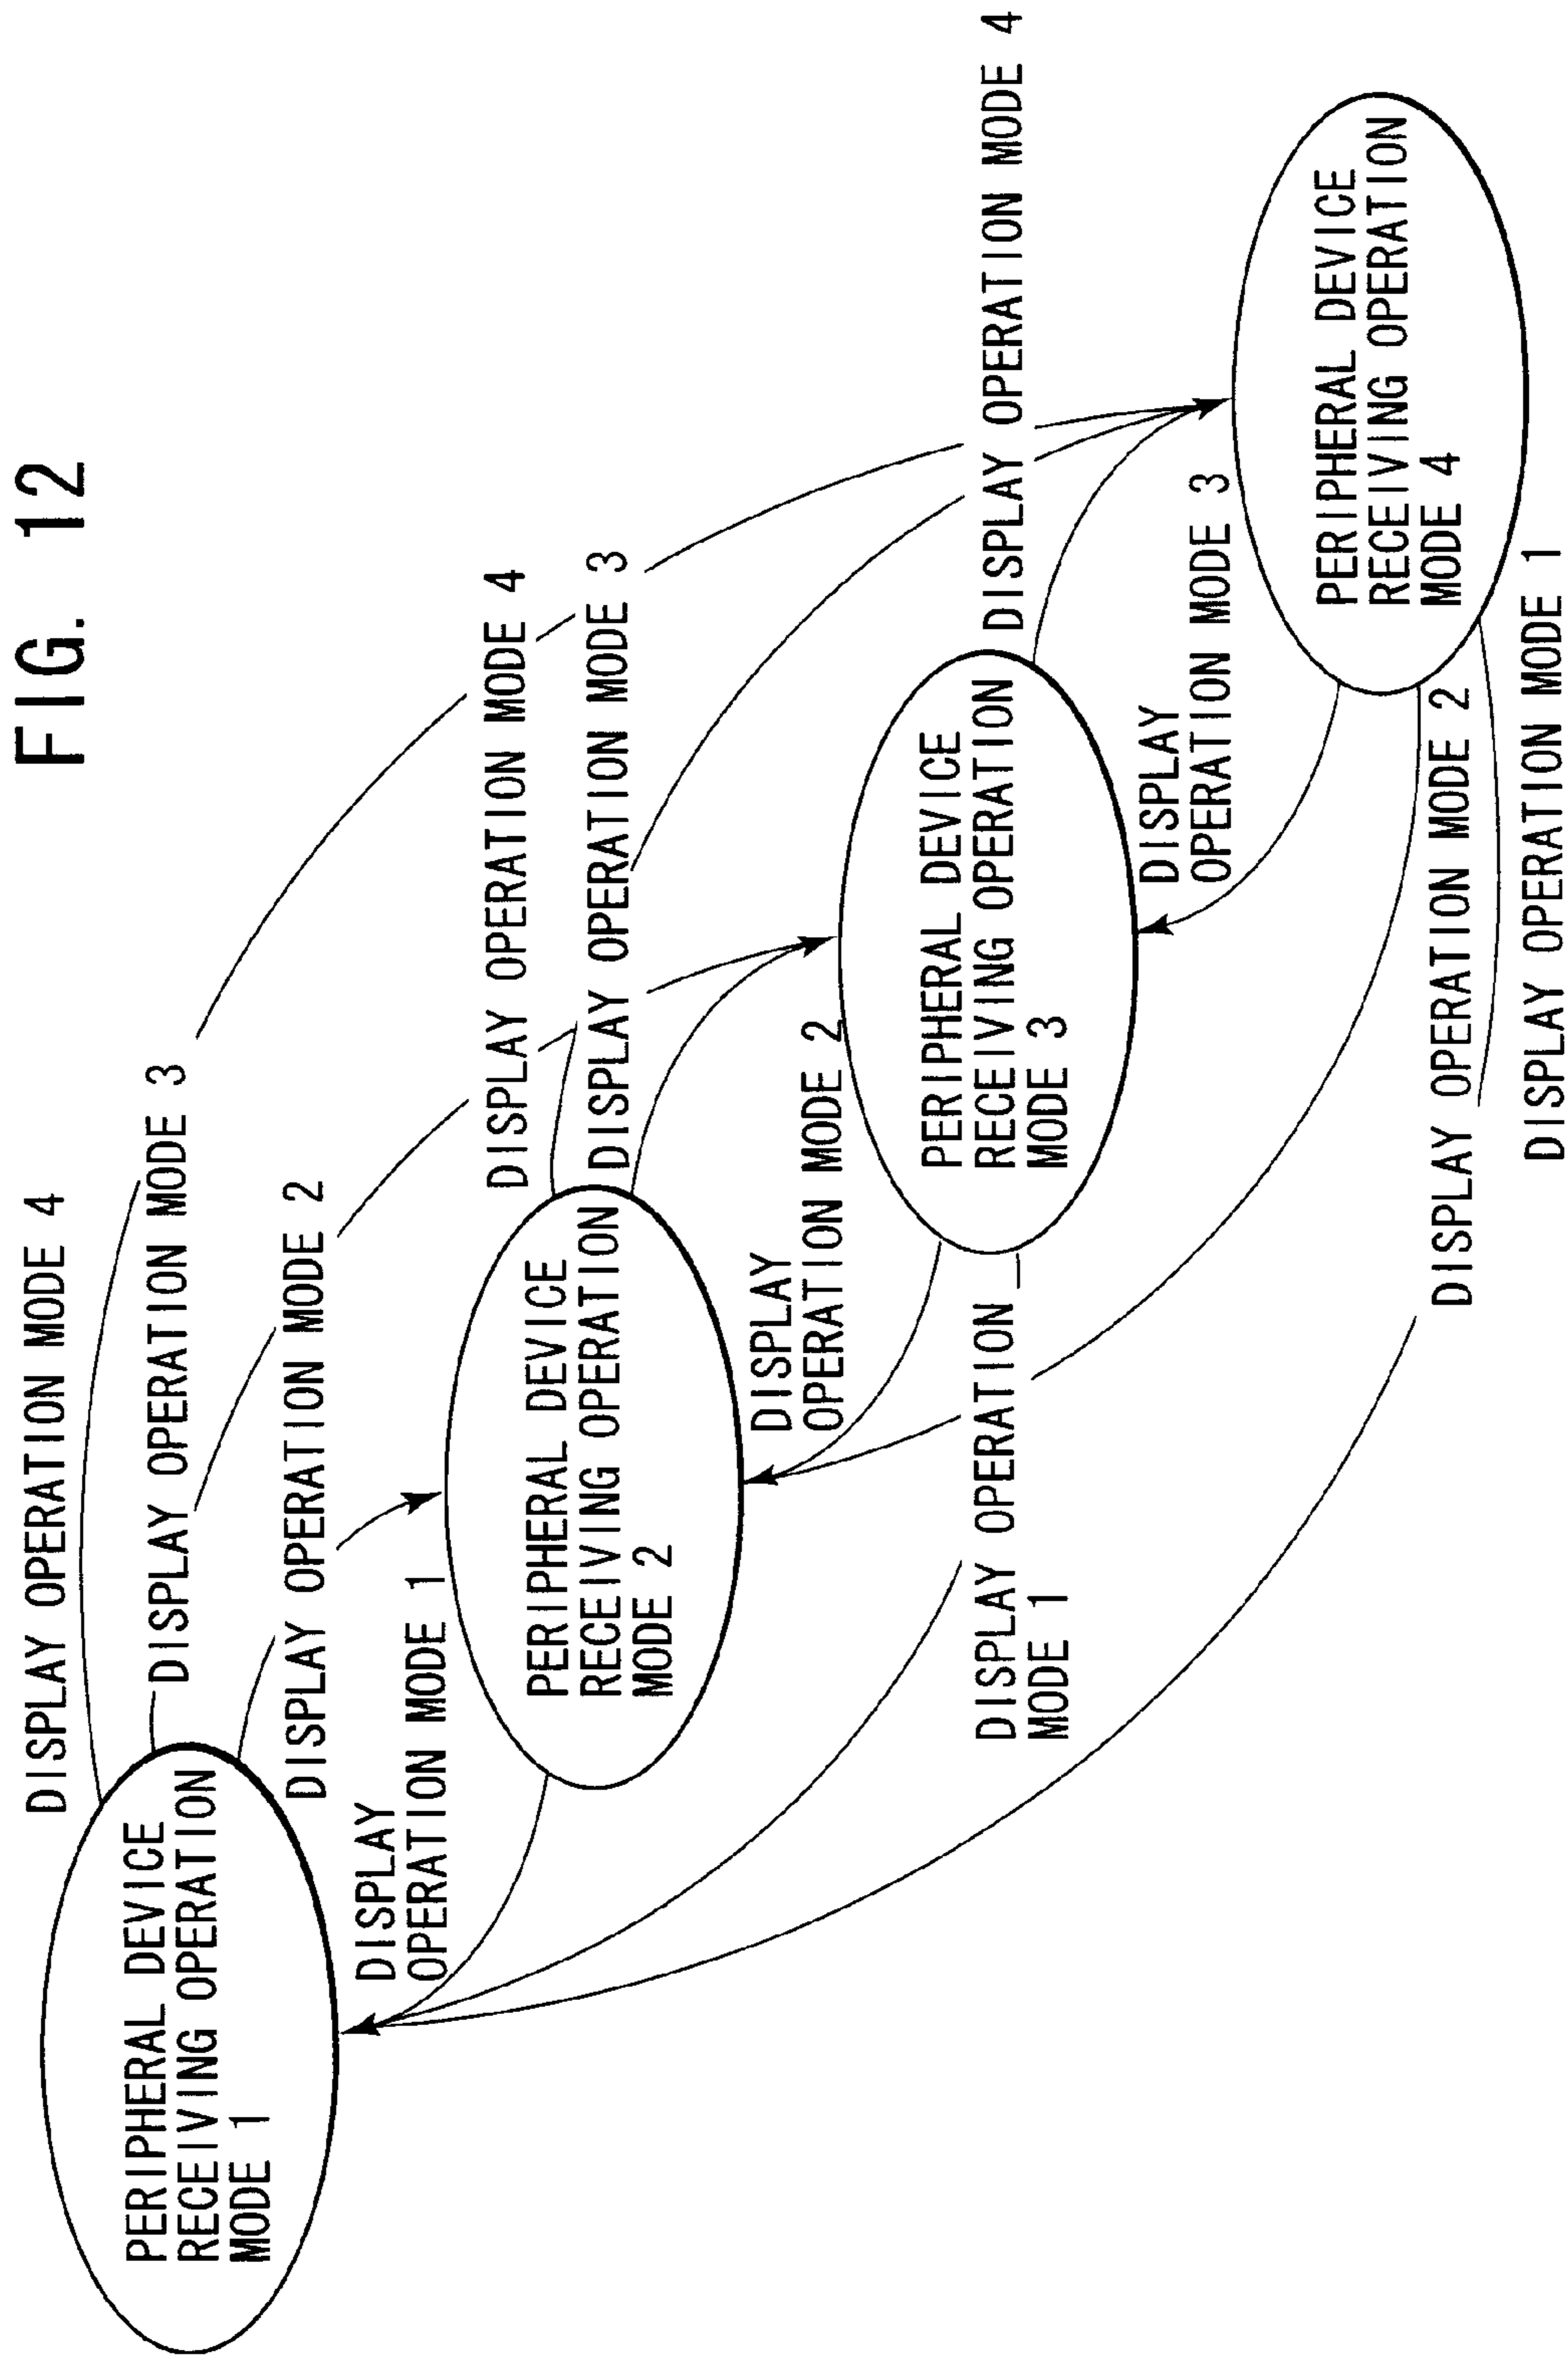 FIG. 12
DISPLAY OPERATION MODE 4
DISPLAY OPERATION MODE 3
DISPLAY OPERATION MODE 2
PERIPHERAL DEVICE
RECEIVING OPERATION
MODE 1
DISPLAY
OPERATION MODE 1
DISPLAY OPERATION MODE 4
DISPLAY OPERATION MODE 3
PERIPHERAL DEVICE
RECEIVING OPERATION
MODE 2
DISPLAY
OPERATION MODE 2
DISPLAY OPERATION MODE 4
PERIPHERAL DEVICE
RECEIVING OPERATION
MODE 3
DISPLAY OPERATION
MODE 1
DISPLAY
OPERATION MODE 3
PERIPHERAL DEVICE
RECEIVING OPERATION
MODE 4
DISPLAY OPERATION MODE 2
DISPLAY OPERATION MODE 1